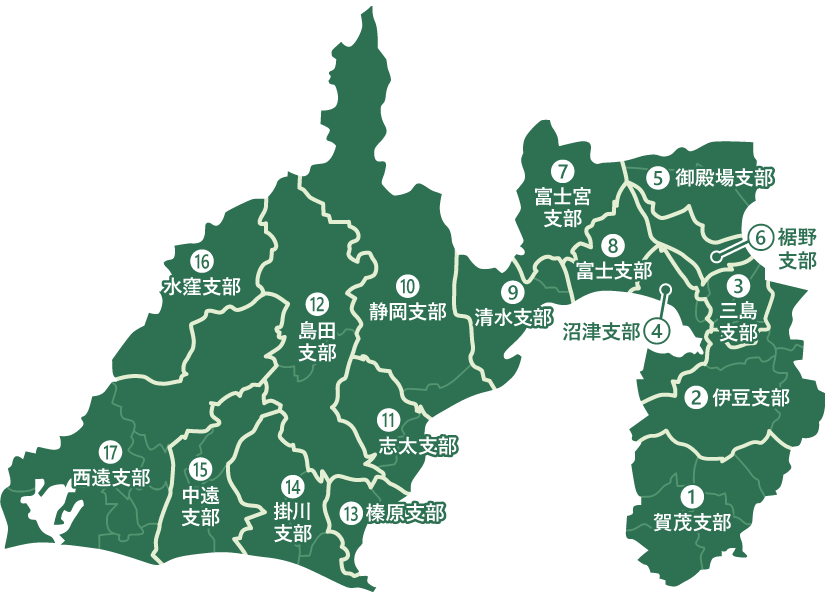 ① 賀茂支部
② 伊豆支部
③ 三島
支部
沼津支部 ④
⑤ 御殿場支部
⑥ 裾野
支部
⑦ 富士宮
支部
⑧ 富士支部
⑨ 清水支部
⑩ 静岡支部
⑪ 志太支部
⑫ 島田
支部
⑬ 榛原支部
⑭ 掛川
支部
⑮ 中遠
支部
⑯ 水窪支部
⑰ 西遠支部